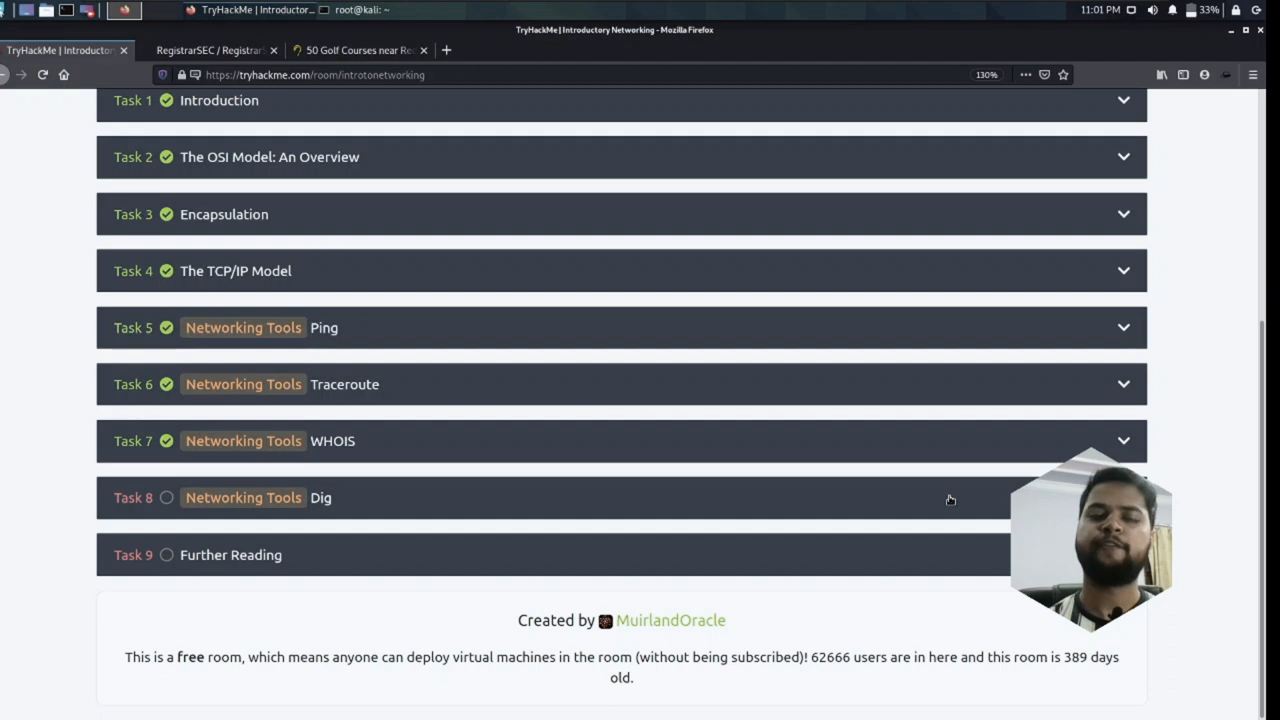 TryHackMe | Introductor...
root@kali: ~
11:01 PM
33%
TryHackMe | Introductory Networking - Mozilla Firefox
TryHackMe | Introductor
RegistrarSEC / Registrar
50 Golf Courses near Re
https://tryhackme.com/room/introtonetworking
130%
Task 1 Introduction
Task 2 The OSI Model: An Overview
Task 3 Encapsulation
Task 4 The TCP/IP Model
Task 5 Networking Tools Ping
Task 6 Networking Tools Traceroute
Task 7 Networking Tools WHOIS
Task 8 Networking Tools Dig
Task 9 Further Reading
Created by MuirlandOracle
This is a free room, which means anyone can deploy virtual machines in the room (without being subscribed)! 62666 users are in here and this room is 389 days
old.